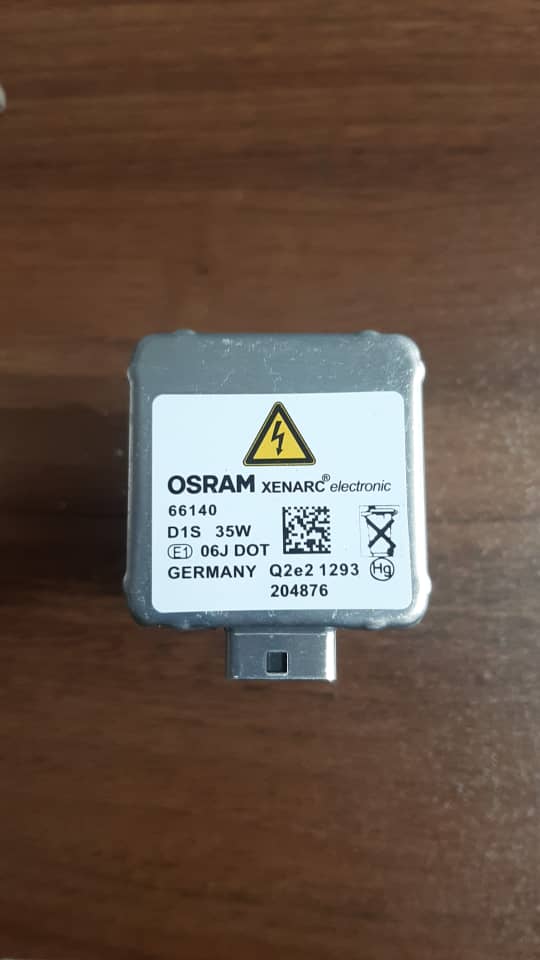 OSRAM XENARC® electronic
66140
D1S 35W
E1 06J DOT
GERMANY Q2e2 1293 Hg
204876